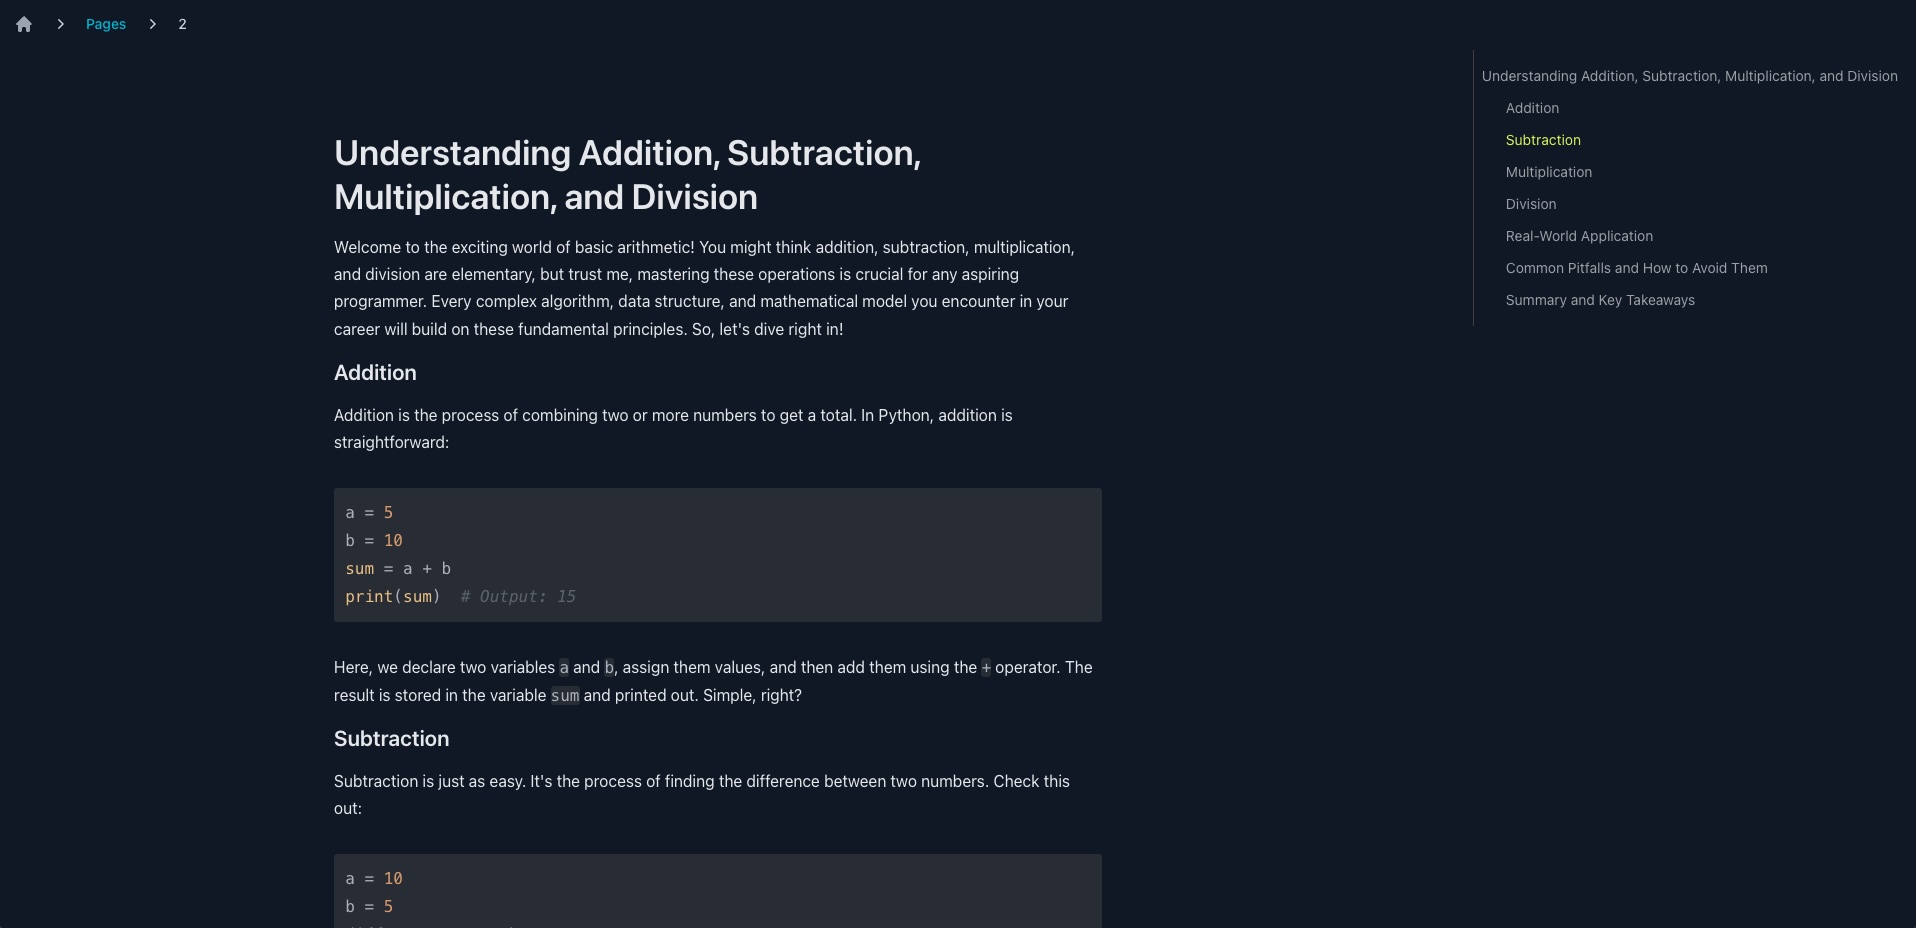 Pages
2
Understanding Addition, Subtraction, Multiplication, and Division
Addition
Subtraction
Multiplication
Division
Real-World Application
Common Pitfalls and How to Avoid Them
Summary and Key Takeaways
Understanding Addition, Subtraction,
Multiplication, and Division
Welcome to the exciting world of basic arithmetic! You might think addition, subtraction, multiplication,
and division are elementary, but trust me, mastering these operations is crucial for any aspiring
programmer. Every complex algorithm, data structure, and mathematical model you encounter in your
career will build on these fundamental principles. So, let's dive right in!
Addition
Addition is the process of combining two or more numbers to get a total. In Python, addition is
straightforward:
a = 5
b = 10
sum = a + b
print(sum)  # Output: 15
Here, we declare two variables a and b, assign them values, and then add them using the + operator. The
result is stored in the variable sum and printed out. Simple, right?
Subtraction
Subtraction is just as easy. It's the process of finding the difference between two numbers. Check this
out:
a = 10
b = 5